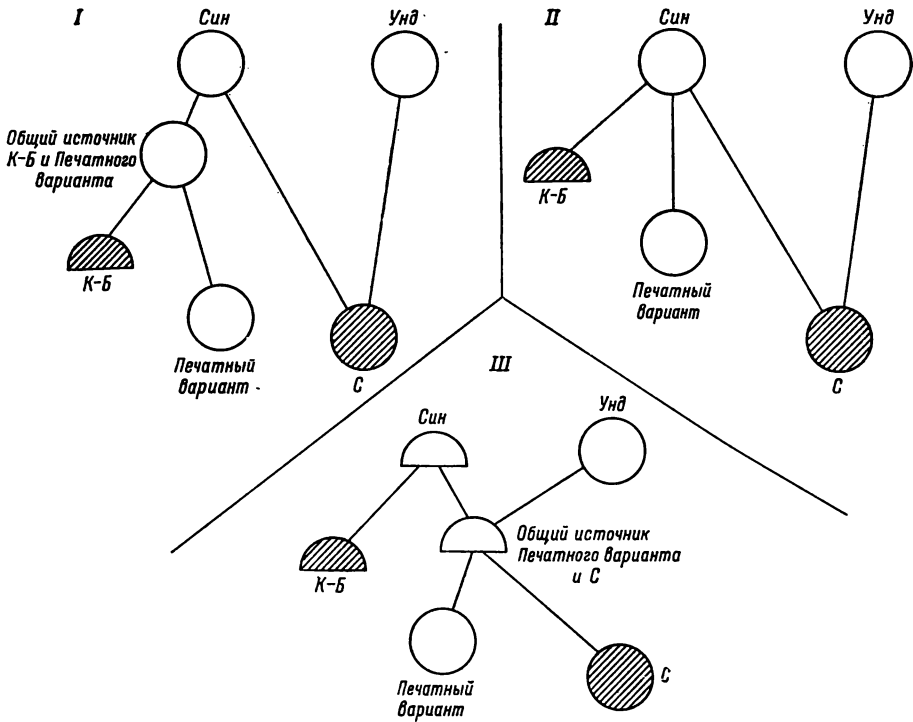 I
Син
Унд
Общий источник
К-Б и Печатного
варианта
К-Б
Печатный
вариант
С
II
Син
Унд
К-Б
Печатный
вариант
С
III
Син
Унд
Общий источник
Печатного варианта
и С
К-Б
Печатный
вариант
С